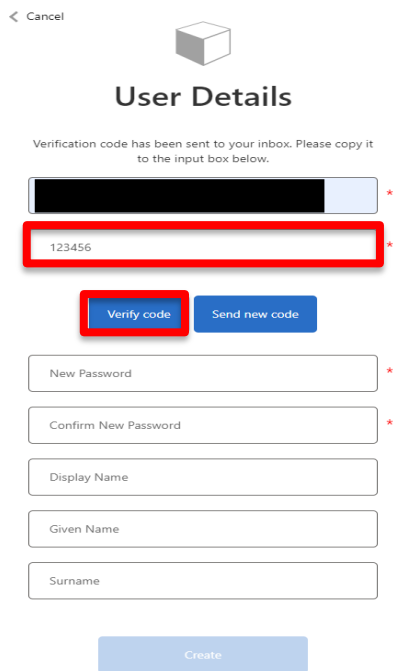 Cancel
User Details
Verification code has been sent to your inbox. Please copy it
to the input box below.
*
123456
*
Verify code
Send new code
New Password
*
Confirm New Password
*
Display Name
Given Name
Surname
Create